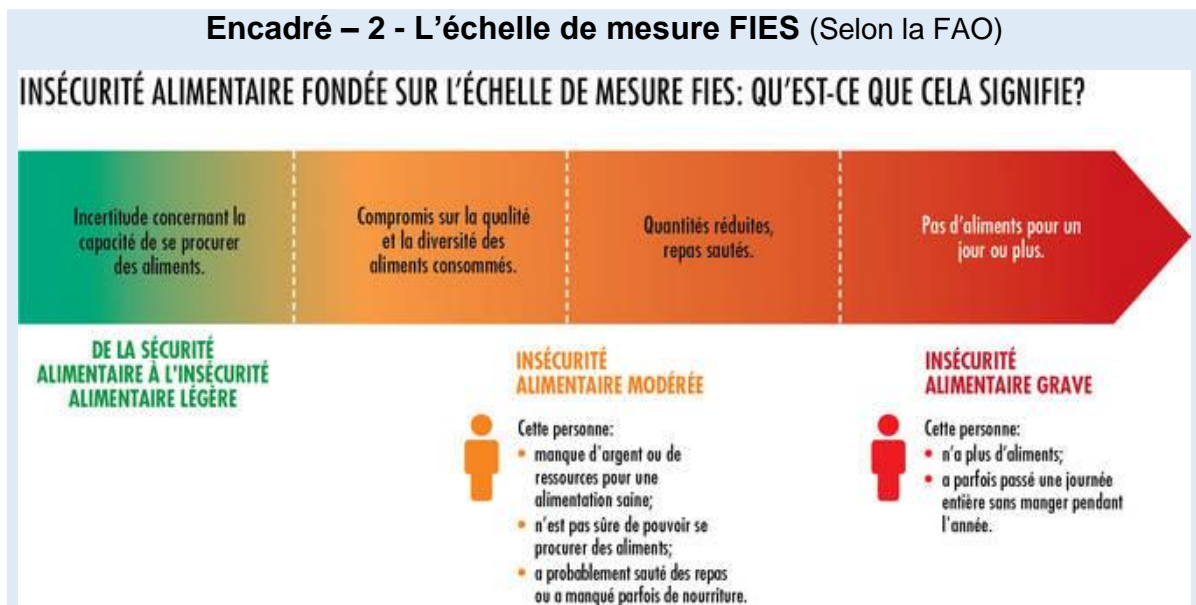 Encadré – 2 - L’échelle de mesure FIES (Selon la FAO)
INSÉCURITÉ ALIMENTAIRE FONDÉE SUR L’ÉCHELLE DE MESURE FIES: QU’EST-CE QUE CELA SIGNIFIE?
Incertitude concernant la
capacité de se procurer
des aliments.
Compromis sur la qualité
et la diversité des
aliments consommés.
Quantités réduites,
repas sautés.
Pas d’aliments pour un
jour ou plus.
DE LA SÉCURITÉ
ALIMENTAIRE À L’INSÉCURITÉ
ALIMENTAIRE LÉGÈRE
INSÉCURITÉ
ALIMENTAIRE MODÉRÉE
Cette personne:
• manque d’argent ou de
ressources pour une
alimentation saine;
• n’est pas sûre de pouvoir se
procurer des aliments;
• a probablement sauté des repas
ou a manqué parfois de nourriture.
INSÉCURITÉ
ALIMENTAIRE GRAVE
Cette personne:
• n’a plus d’aliments;
• a parfois passé une journée
entière sans manger pendant
l’année.